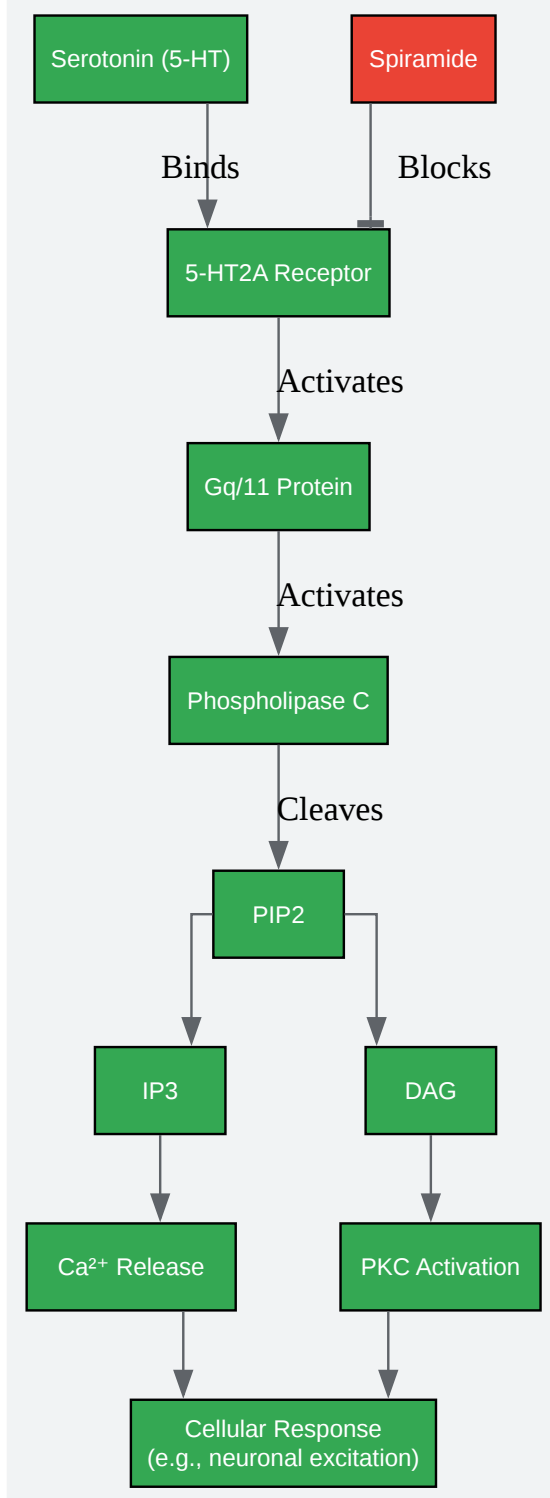 Serotonin (5-HT)
Spiramide
Binds
Blocks
5-HT2A Receptor
Activates
Gq/11 Protein
Activates
Phospholipase C
Cleaves
PIP2
IP3
DAG
Ca²⁺ Release
PKC Activation
Cellular Response
(e.g., neuronal excitation)